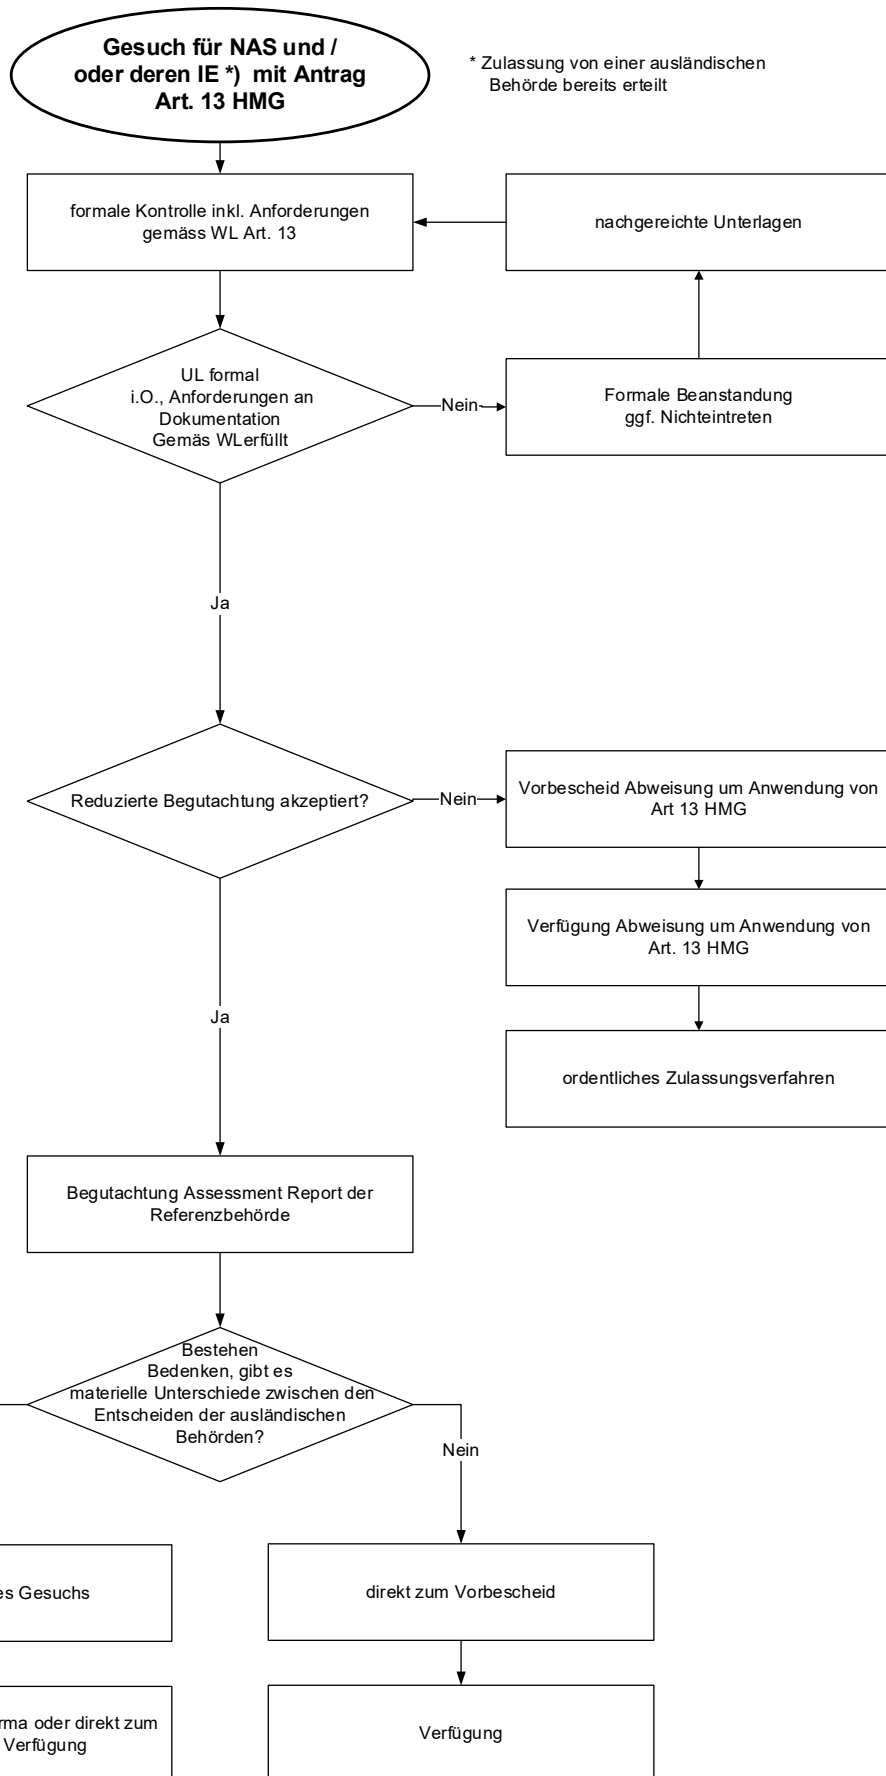 Gesuch für NAS und /
oder deren IE *) mit Antrag
Art. 13 HMG
* Zulassung von einer ausländischen
Behörde bereits erteilt
formale Kontrolle inkl. Anforderungen
gemäss WL Art. 13
nachgereichte Unterlagen
UL formal
i.O., Anforderungen an
Dokumentation
Gemäs WLerfüllt
Nein
Formale Beanstandung
ggf. Nichteintreten
Ja
Reduzierte Begutachtung akzeptiert?
Nein
Vorbescheid Abweisung um Anwendung von
Art 13 HMG
Verfügung Abweisung um Anwendung von
Art. 13 HMG
Ja
ordentliches Zulassungsverfahren
Begutachtung Assessment Report der
Referenzbehörde
Bestehen
Bedenken, gibt es
materielle Unterschiede zwischen den
Entscheiden der ausländischen
Behörden?
Nein
es Gesuchs
direkt zum Vorbescheid
rma oder direkt zum
Verfügung
Verfügung